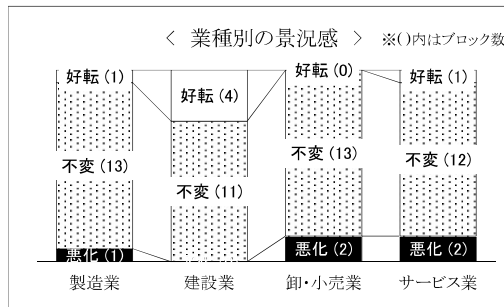 < 業種別の景況感 > ※()内はブロック数
好転(1) 好転(4) 好転(0) 好転(1)
不変(13) 不変(11) 不変(13) 不変(12)
悪化(1) 悪化(2) 悪化(2)
製造業 建設業 卸・小売業 サービス業